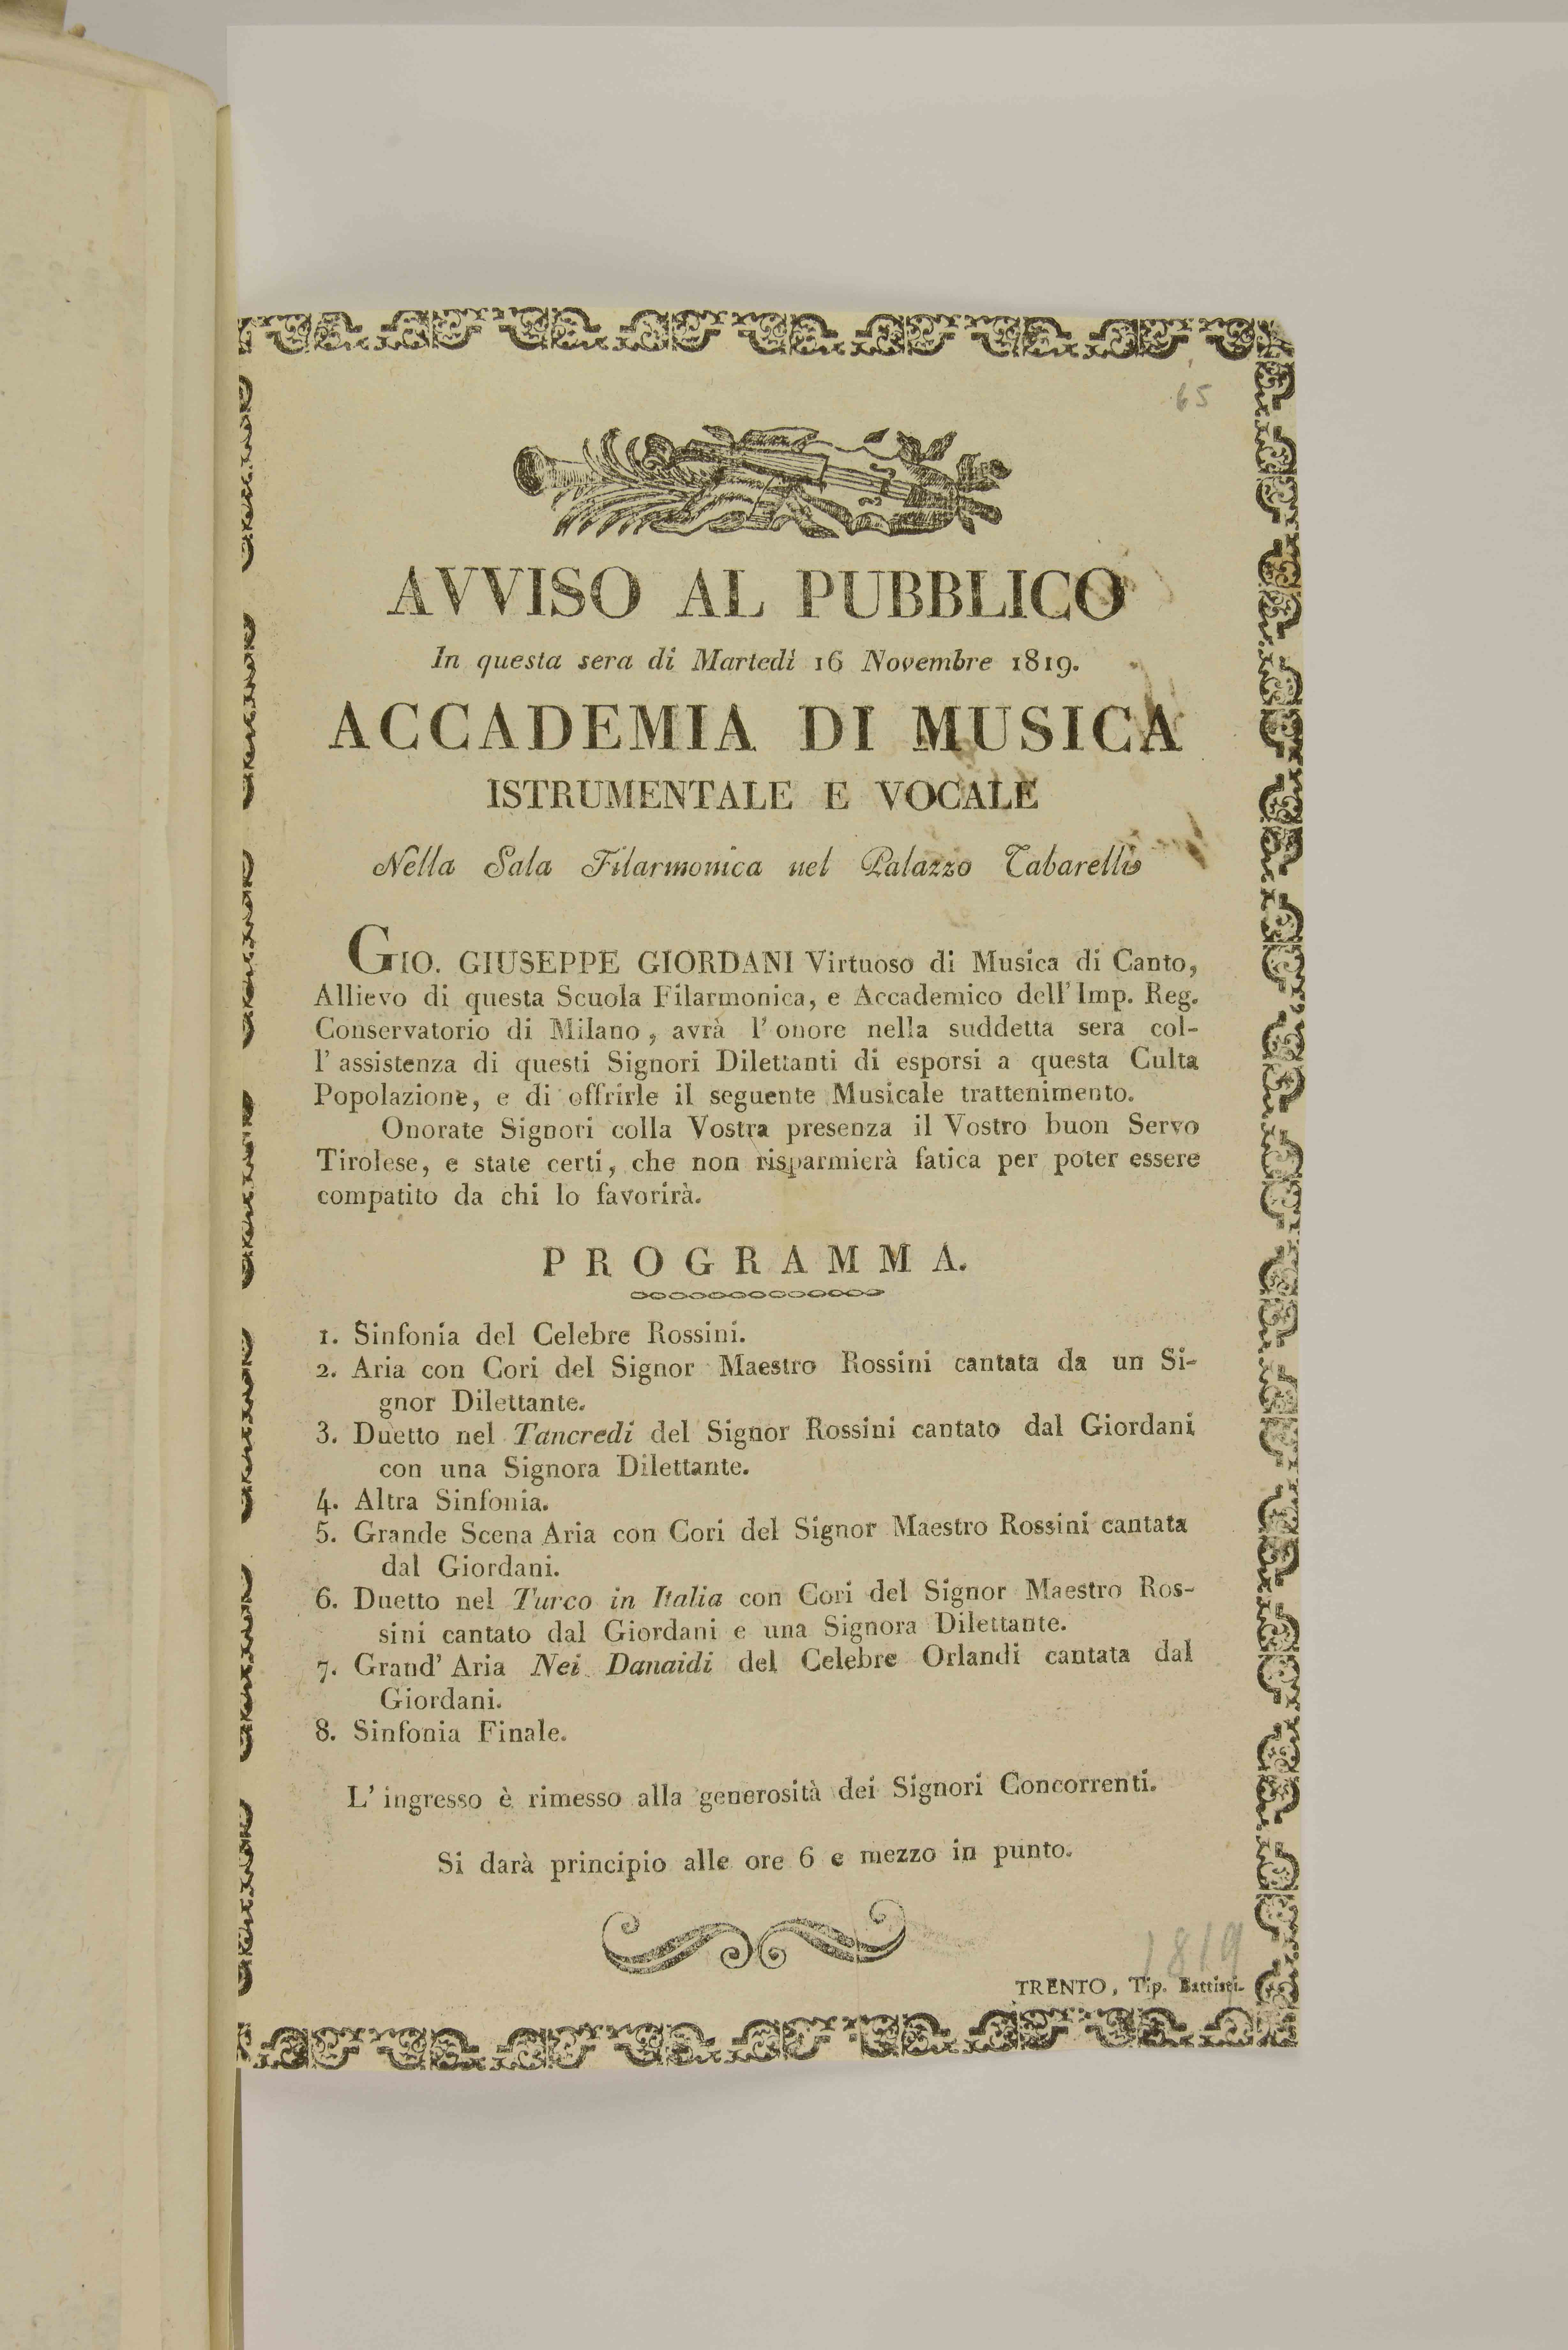 65
AVVISO AL PUBBLICO
In questa sera di Martedì 16 Novembre 1819.
ACCADEMIA DI MUSICA
ISTRUMENTALE E VOCALE
Nella Sala Filarmonica nel Palazzo Tabarelli
GIO. GIUSEPPE GIORDANI Virtuoso di Musica di Canto,
Allievo di questa Scuola Filarmonica, e Accademico dell' Imp. Reg.
Conservatorio di Milano, avrà l' onore nella suddetta sera col-
l' assistenza di questi Signori Dilettanti di esporsi a questa Culta
Popolazione, e di offrirle il seguente Musicale trattenimento.
Onorate Signori colla Vostra presenza il Vostro buon Servo
Tirolese, e state certi, che non risparmierà fatica per poter essere
compatito da chi lo favorirà.
PROGRAMMA.
1. Sinfonia del Celebre Rossini.
2. Aria con Cori del Signor Maestro Rossini cantata da un Si-
gnor Dilettante.
3. Duetto nel Tancredi del Signor Rossini cantato dal Giordani
con una Signora Dilettante.
4. Altra Sinfonia.
5. Grande Scena Aria con Cori del Signor Maestro Rossini cantata
dal Giordani.
6. Duetto nel Turco in Italia con Cori del Signor Maestro Ros-
sini cantato dal Giordani e una Signora Dilettante.
7. Grand' Aria Nei Danaidi del Celebre Orlandi cantata dal
Giordani.
8. Sinfonia Finale.
L' ingresso è rimesso alla generosità dei Signori Concorrenti.
Si darà principio alle ore 6 e mezzo in punto.
1819
TRENTO, Tip. Battisti.